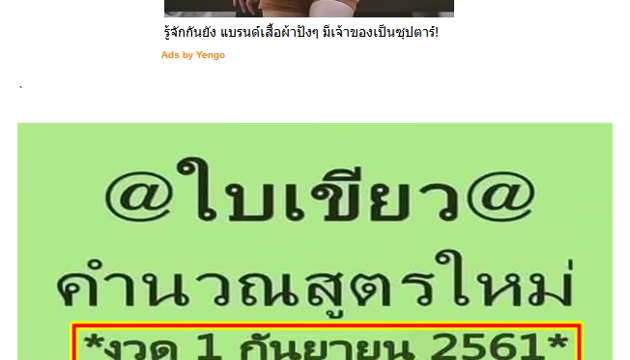 รู้จักกันยัง แบรนด์เสื้อผ้าปังๆ มีเจ้าของเป็นซุปตาร์!
Ads by Yengo
`
@ใบเขียว@
คำนวณสูตรใหม่
*งวด 1 กันยายน 2561*